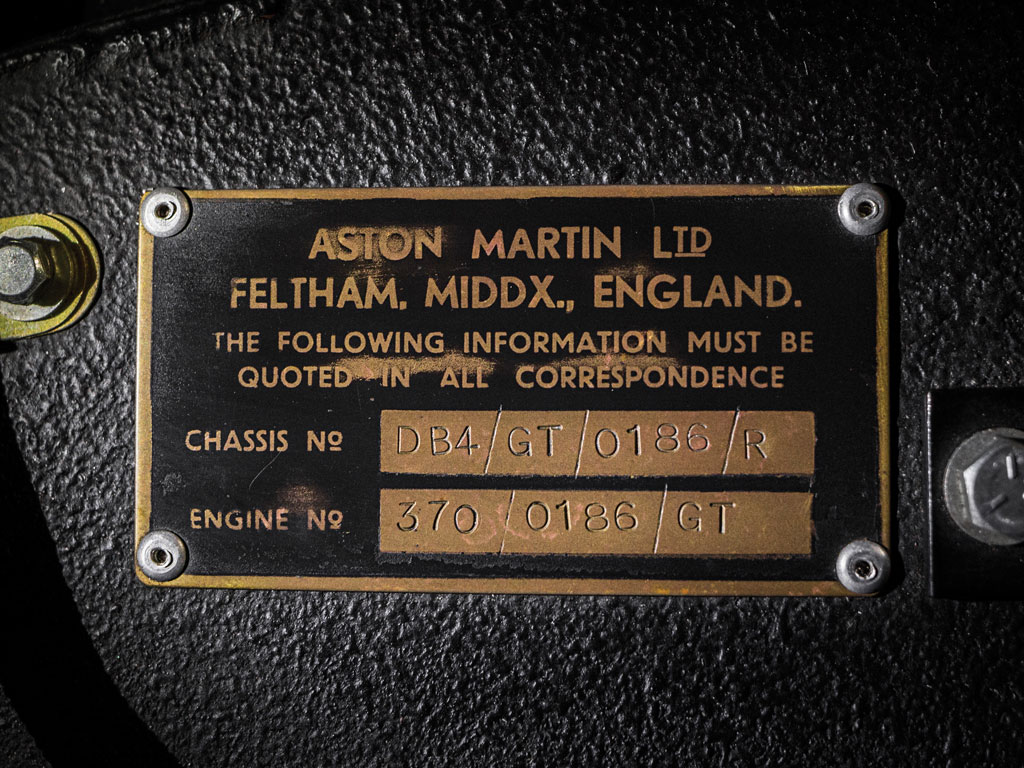 ASTON MARTIN LTD
FELTHAM, MIDDX., ENGLAND.
THE FOLLOWING INFORMATION MUST BE
QUOTED IN ALL CORRESPONDENCE
CHASSIS Nº DB4/GT/0186/R
ENGINE Nº 370/0186/GT